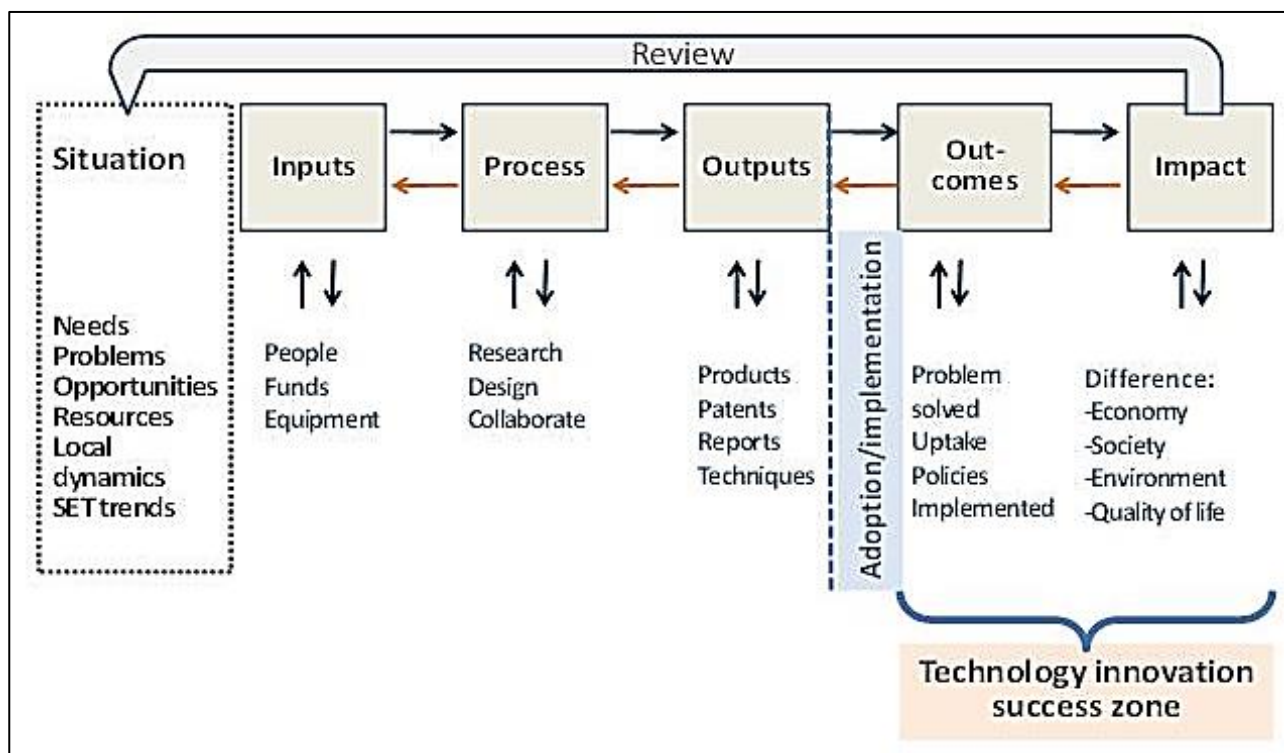 Review
Situation
Inputs
Process
Outputs
Out-
comes
Impact
Needs
Problems
Opportunities
Resources
Local
dynamics
SET trends
People
Funds
Equipment
Research
Design
Collaborate
Products
Patents
Reports
Techniques
Adoption/implementation
Problem
solved
Uptake
Policies
Implemented
Difference:
-Economy
-Society
-Environment
-Quality of life
Technology innovation
success zone